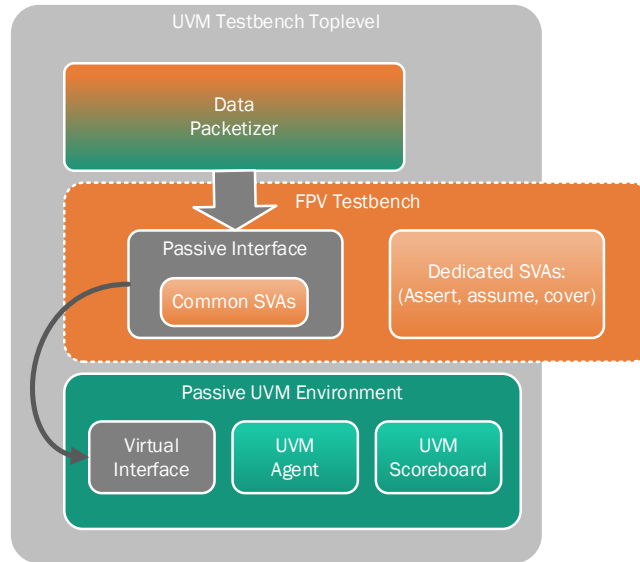 UVM Testbench Toplevel
Data
Packetizer
FPV Testbench
Passive Interface
Common SVAs
Dedicated SVAs:
(Assert, assume, cover)
Passive UVM Environment
Virtual
Interface
UVM
Agent
UVM
Scoreboard